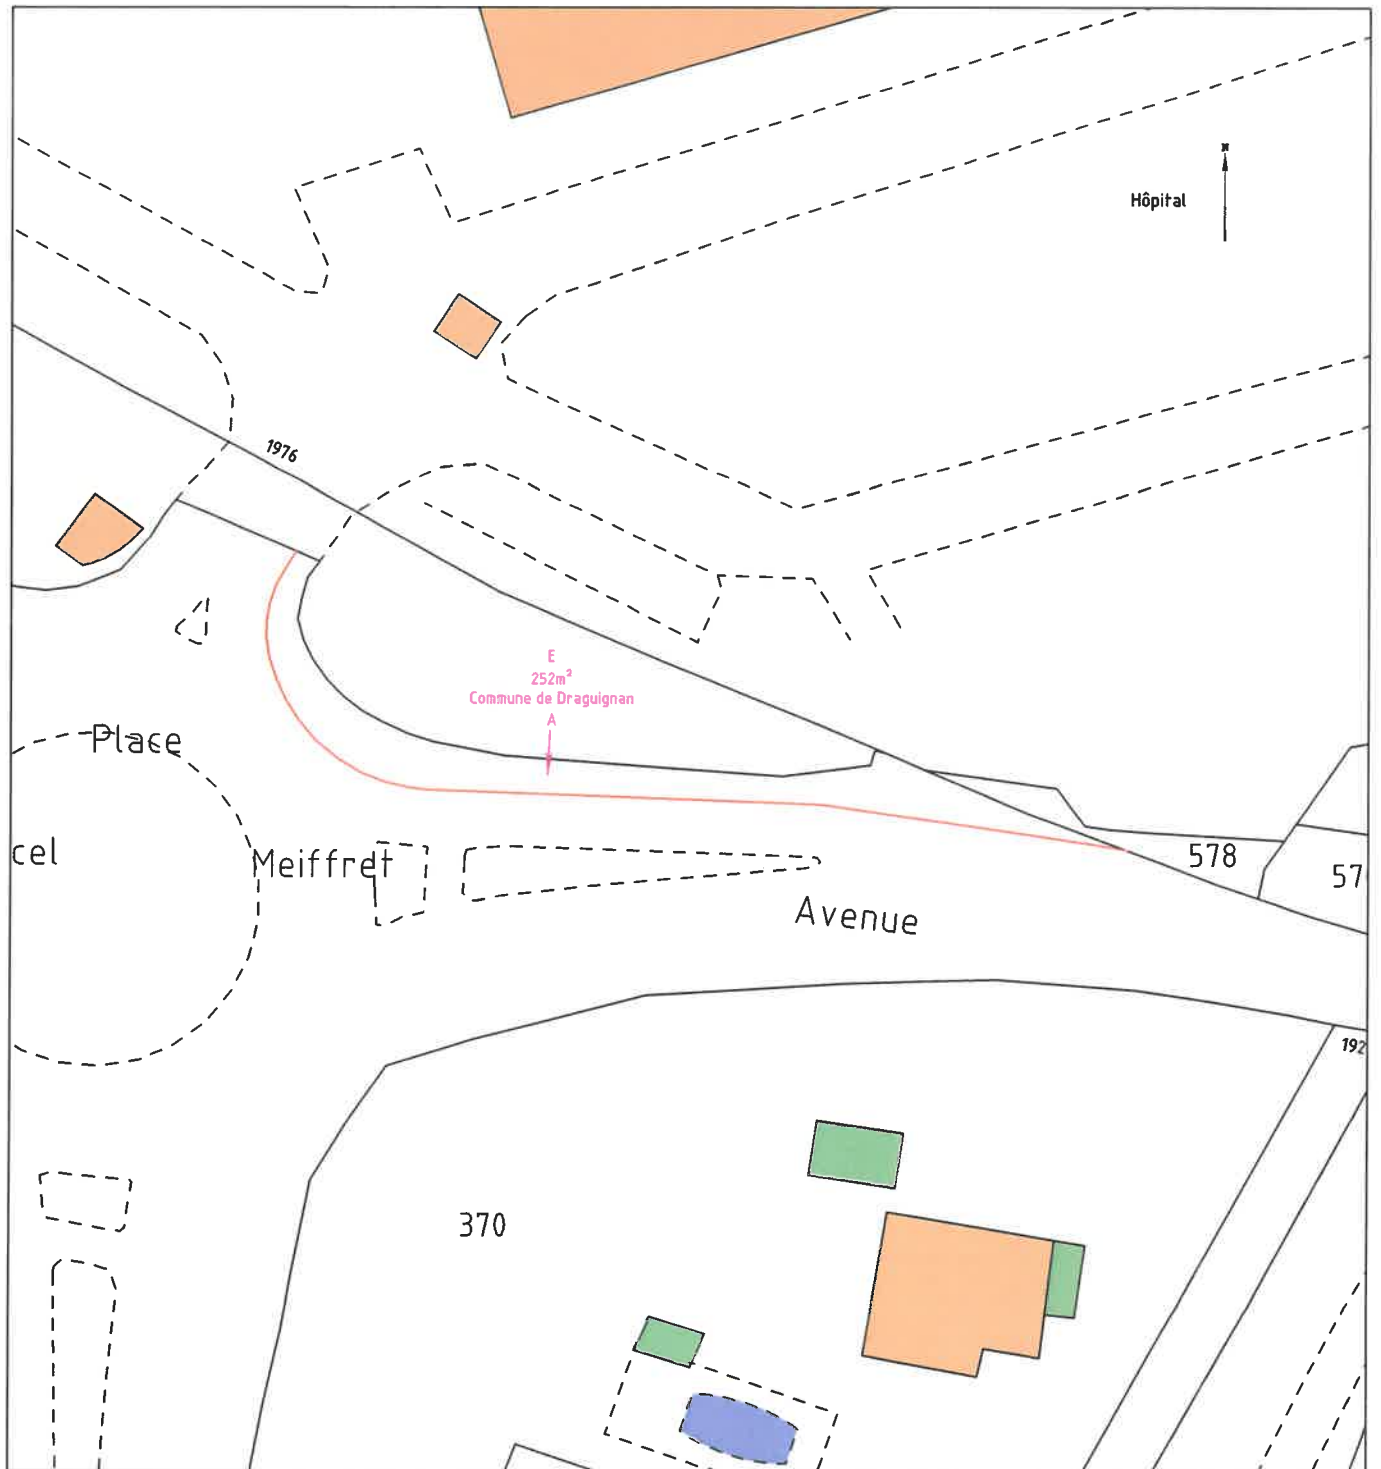 N
Hôpital
1976
E
252m²
Commune de Draguignan
A
Place
cel
Meiffret
578
57
Avenue
192
370